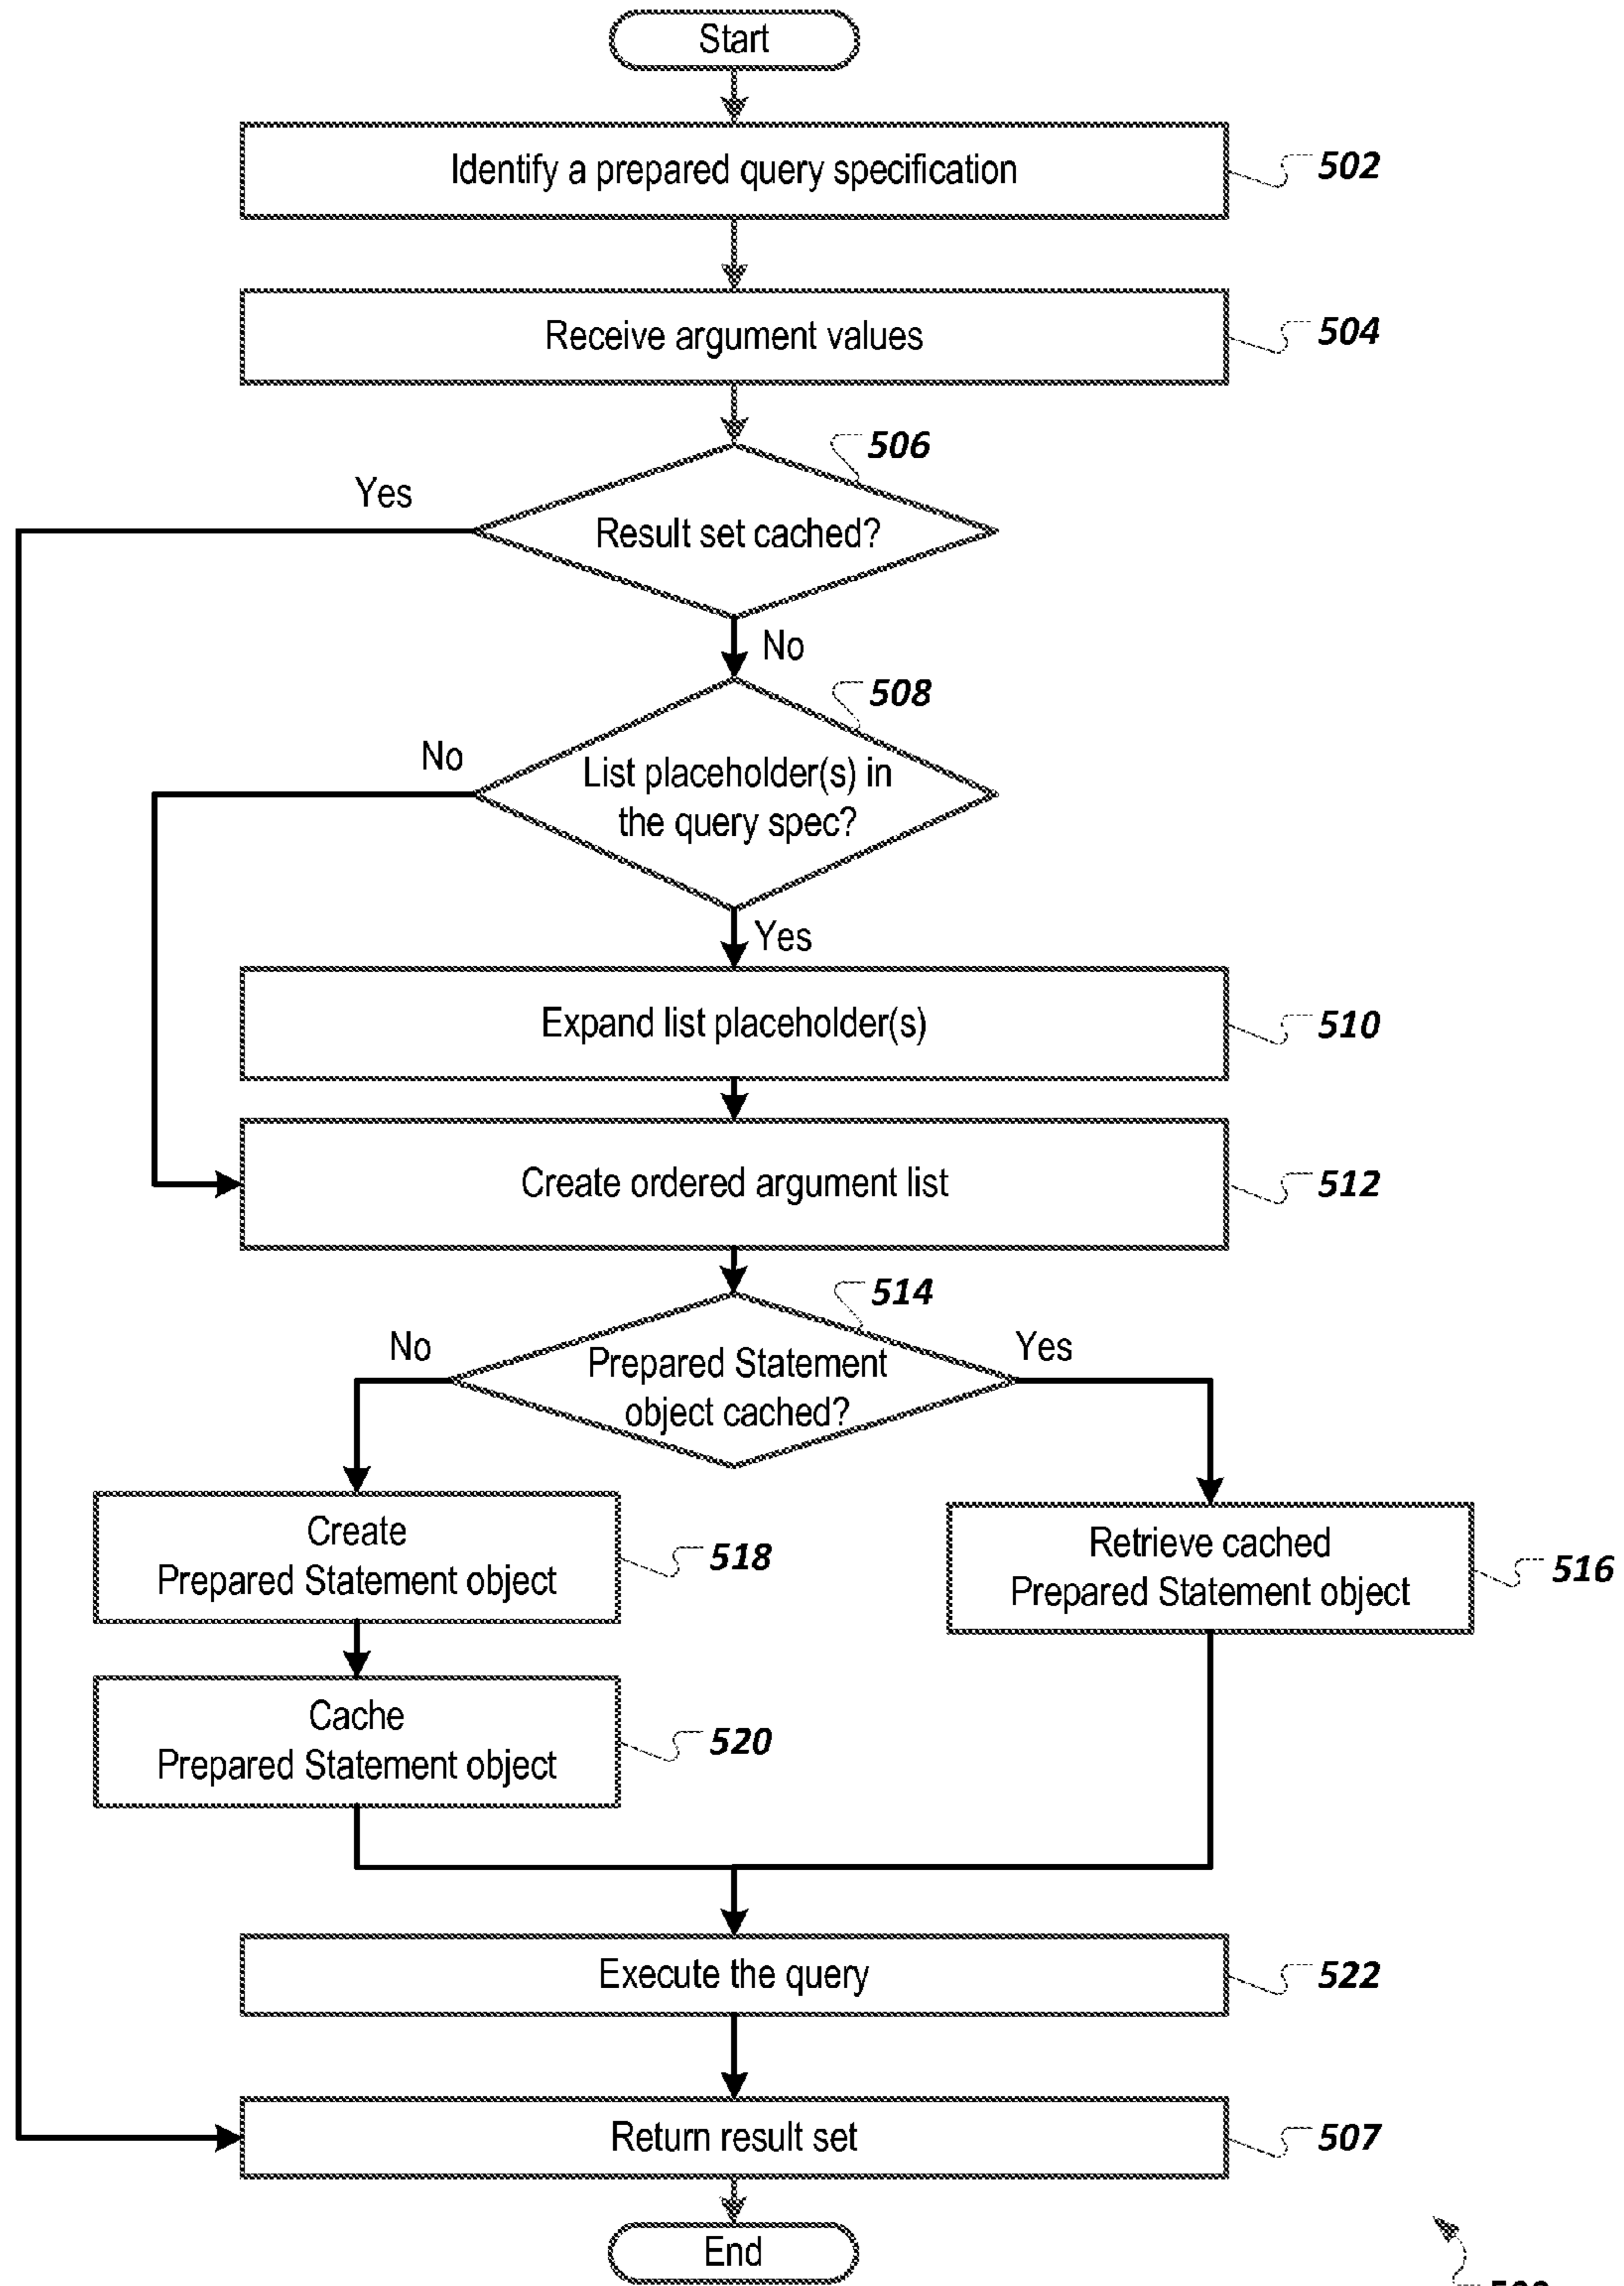 Start
Identify a prepared query specification
502
Receive argument values
504
506
Yes
Result set cached?
No
508
No
List placeholder(s) in
the query spec?
Yes
Expand list placeholder(s)
510
Create ordered argument list
512
514
No
Yes
Prepared Statement
object cached?
Create
Prepared Statement object
518
Retrieve cached
Prepared Statement object
516
Cache
Prepared Statement object
520
Execute the query
522
Return result set
507
End